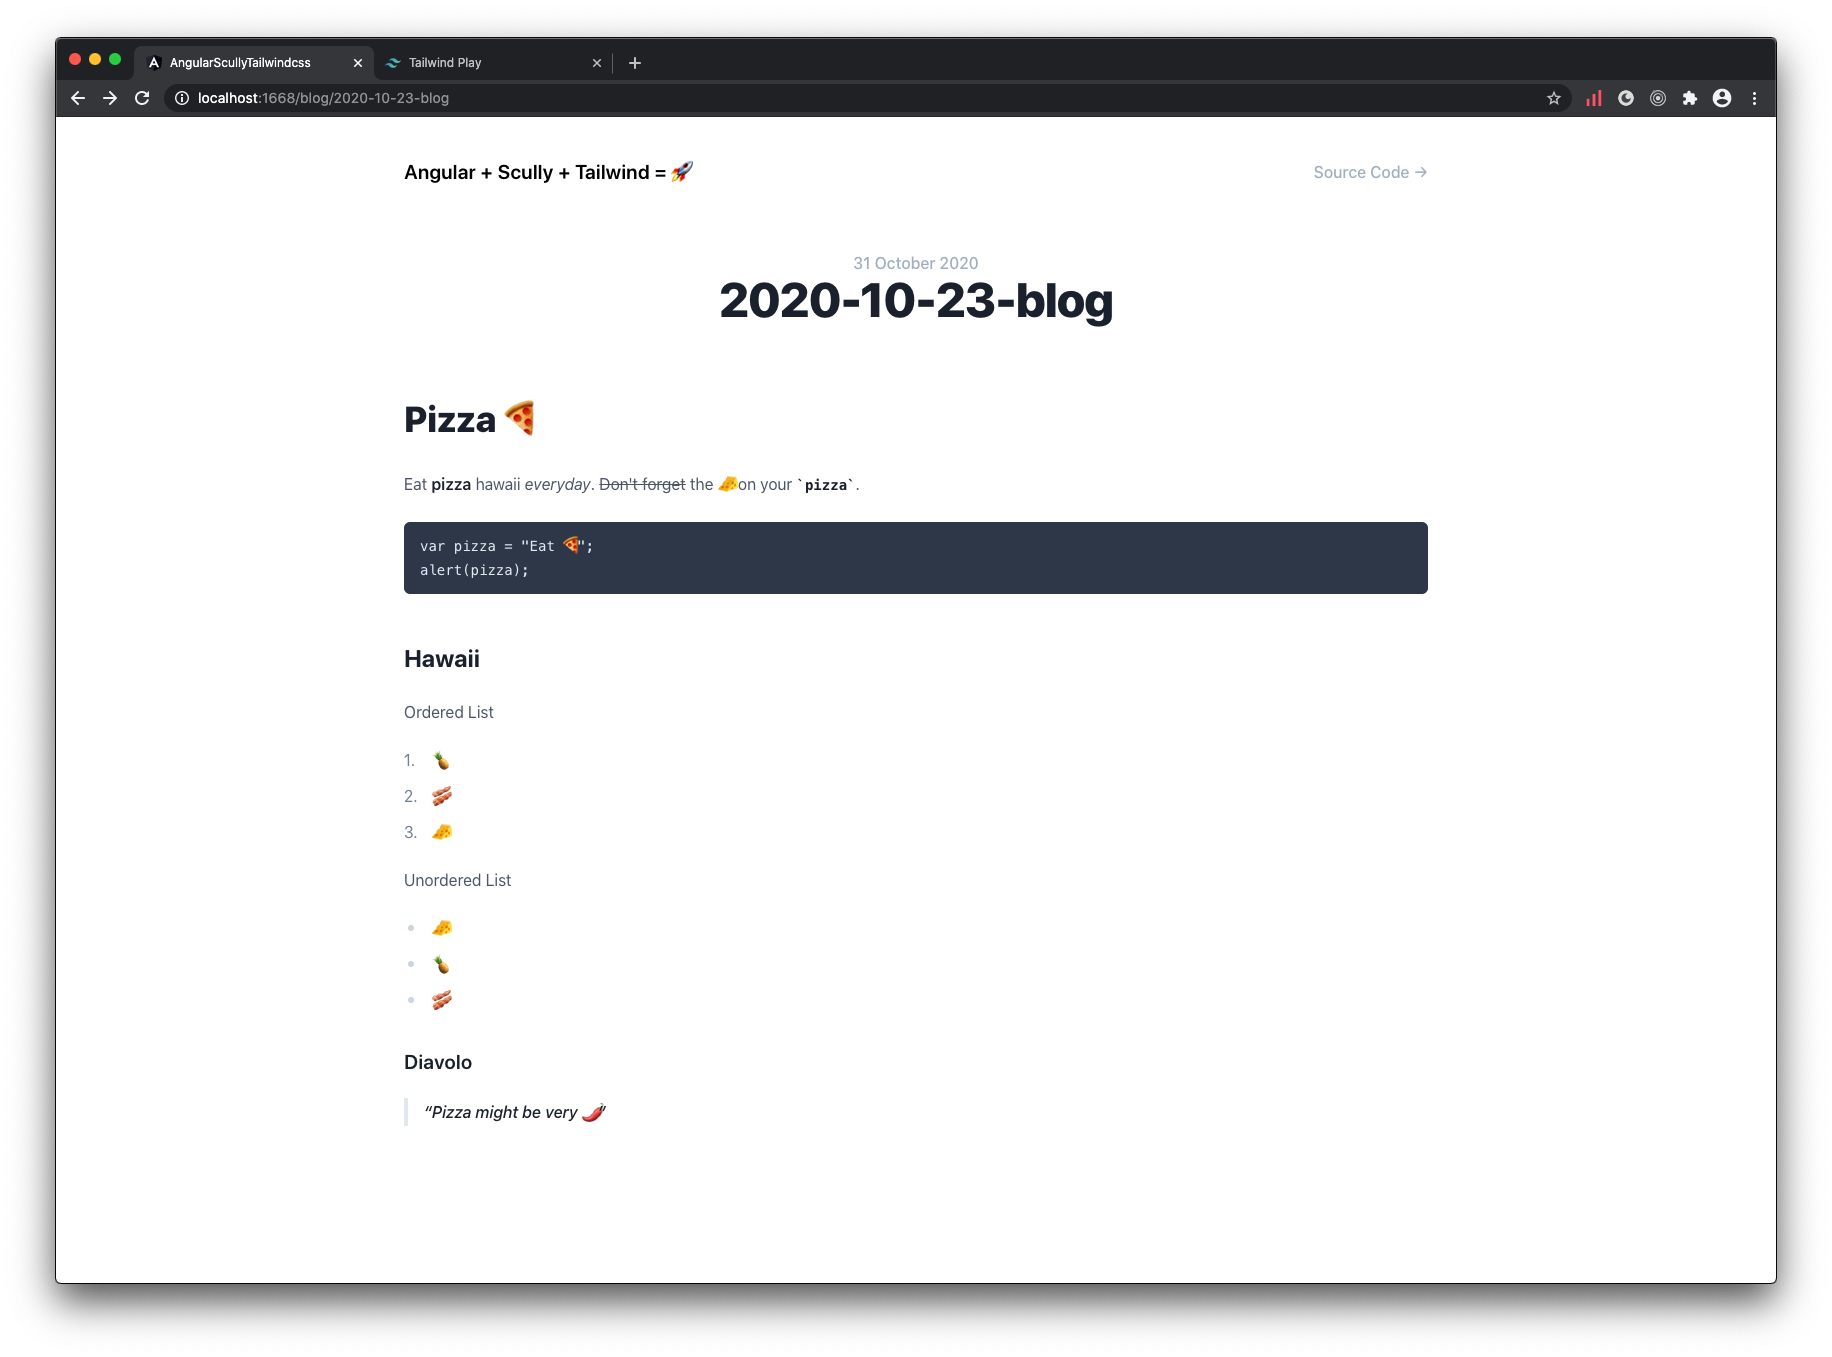 AngularScullyTailwindcss
Tailwind Play
localhost:1668/blog/2020-10-23-blog
Angular + Scully + Tailwind = 🚀
Source Code →
31 October 2020
2020-10-23-blog
Pizza 🍕
Eat pizza hawaii everyday. Don't forget the 🧀on your `pizza`.
var pizza = "Eat 🍕";
alert(pizza);
Hawaii
Ordered List
1. 🍍
2. 🥓
3. 🧀
Unordered List
• 🧀
• 🍍
• 🥓
Diavolo
“Pizza might be very 🌶”